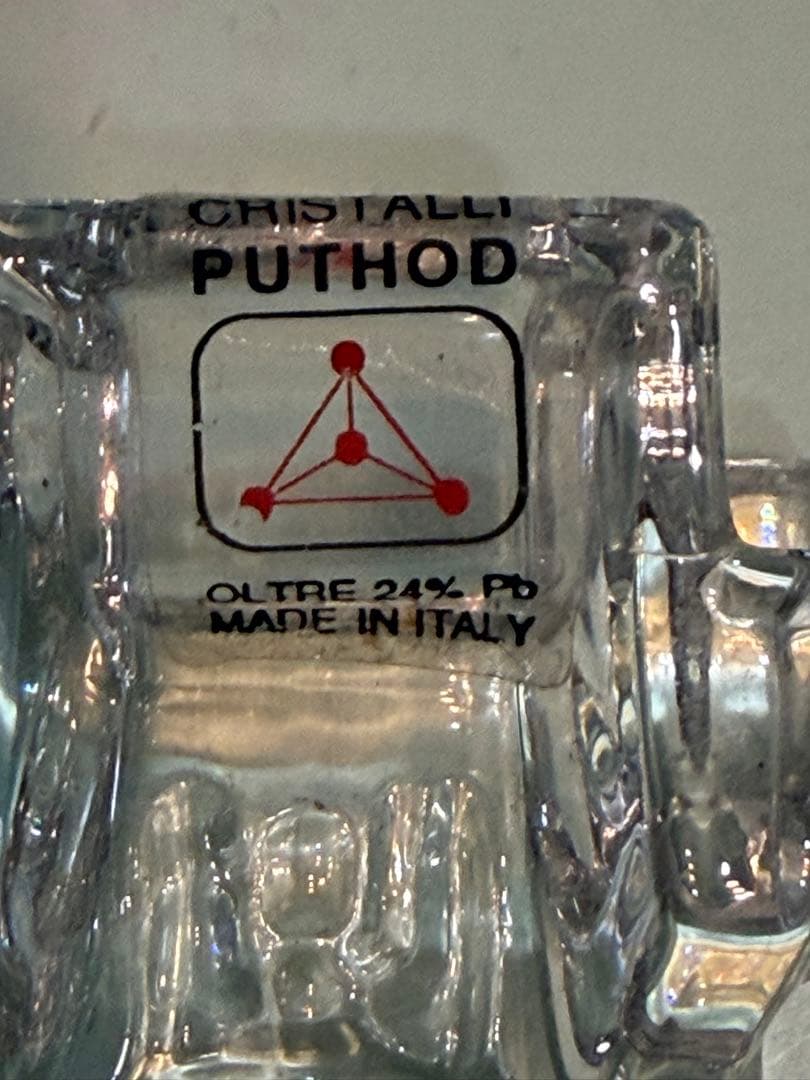 CRISTALLI
PUTHOD
OLTRE 24% Pb
MADE IN ITALY